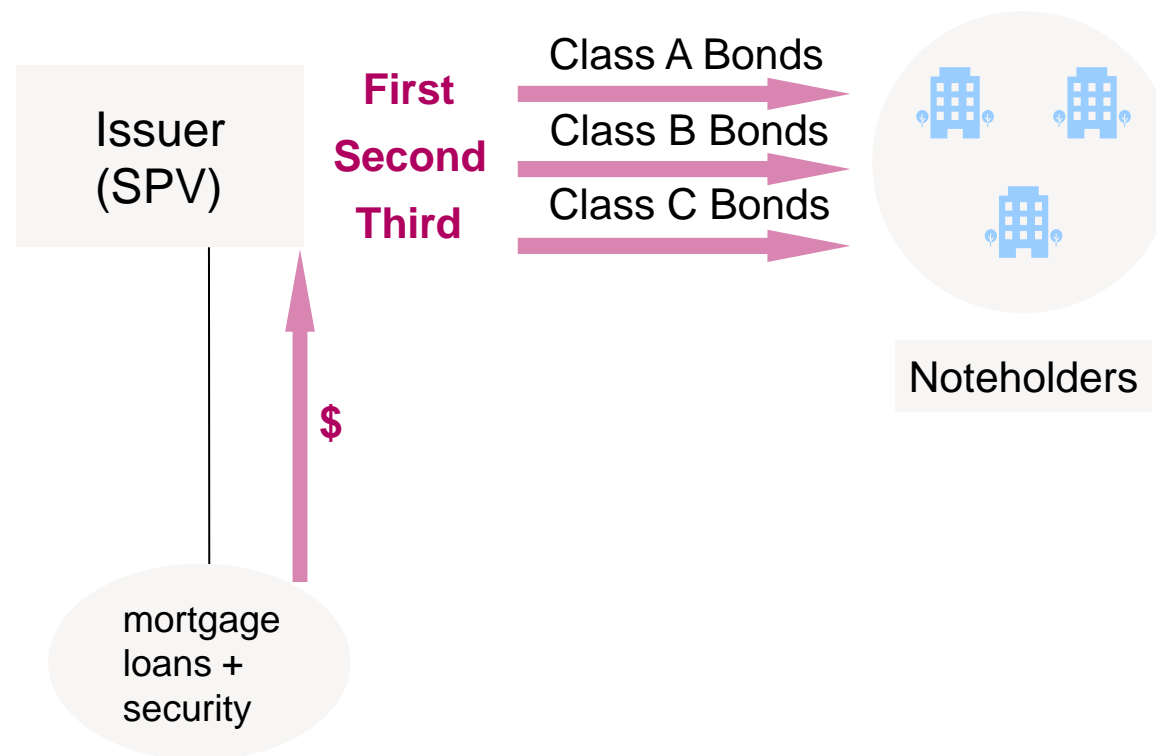 Issuer
(SPV)
First
Class A Bonds
Second
Class B Bonds
Third
Class C Bonds
Noteholders
$
mortgage
loans +
security